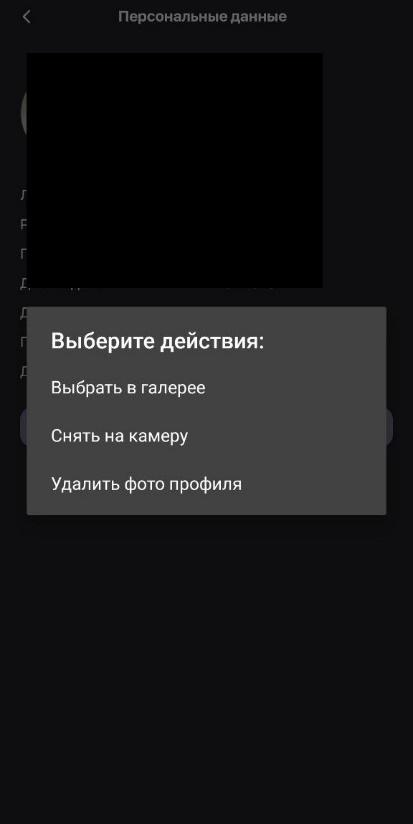 Персональные данные
Выберите действия:
Выбрать в галерее
Снять на камеру
Удалить фото профиля